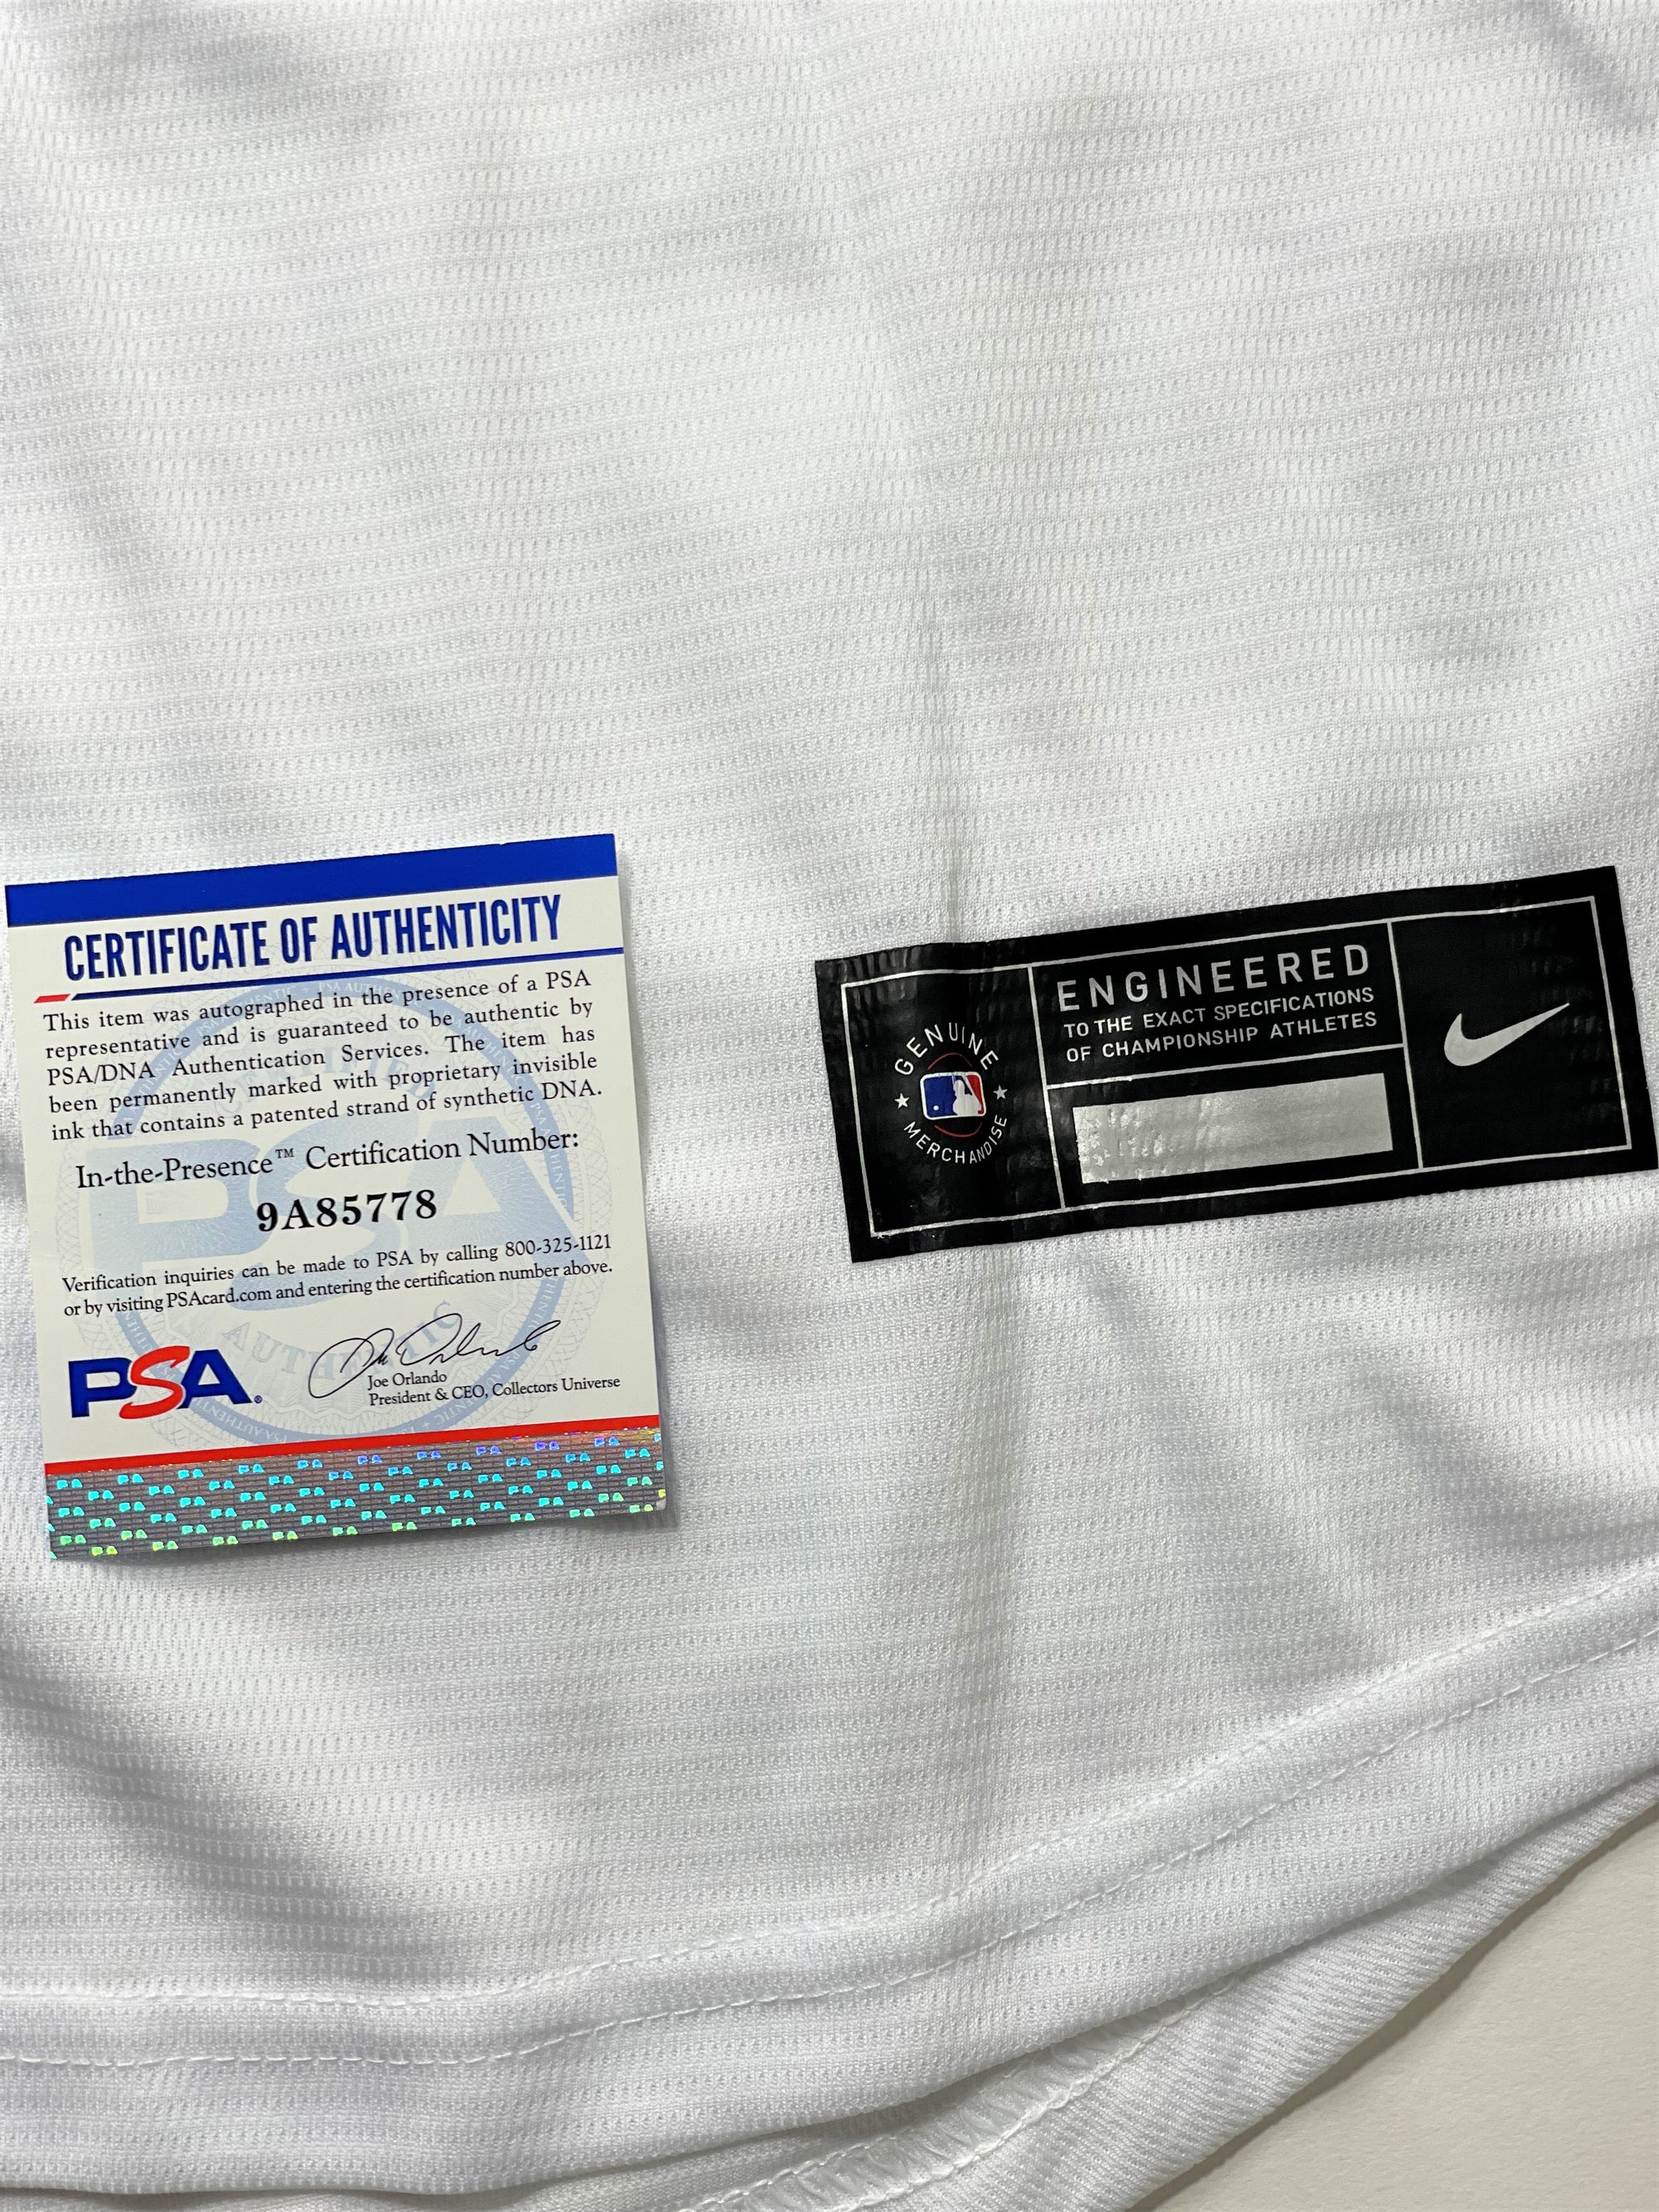 CERTIFICATE OF AUTHENTICITY
This item was autographed in the presence of a PSA
representative and is guaranteed to be authentic by
PSA/DNA Authentication Services. The item has
been permanently marked with proprietary invisible
ink that contains a patented strand of synthetic DNA.
In-the-Presence™ Certification Number:
9A85778
Verification inquiries can be made to PSA by calling 800-325-1121
or by visiting PSAcard.com and entering the certification number above.
PSA.
Joe Orlando
President & CEO, Collectors Universe
GENUINE
MERCHANDISE
ENGINEERED
TO THE EXACT SPECIFICATIONS
OF CHAMPIONSHIP ATHLETES